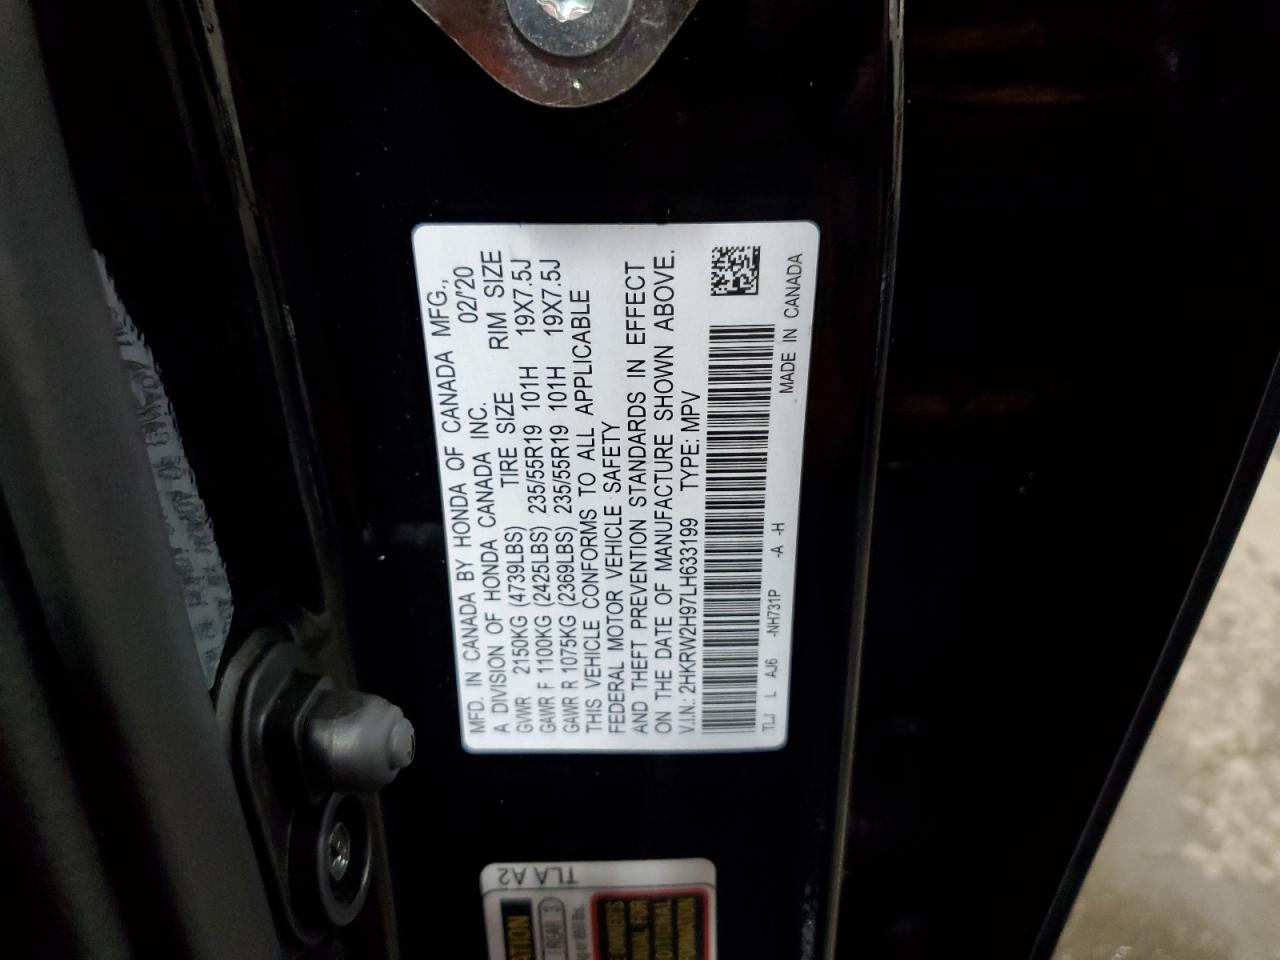 MFD. IN CANADA BY HONDA OF CANADA MFG.,
A DIVISION OF HONDA CANADA INC. 02/'20
GVWR 2150KG (4739LBS) TIRE SIZE RIM SIZE
GAWR F 1100KG (2425LBS) 235/55R19 101H 19X7.5J
GAWR R 1075KG (2369LBS) 235/55R19 101H 19X7.5J
THIS VEHICLE CONFORMS TO ALL APPLICABLE
FEDERAL MOTOR VEHICLE SAFETY
AND THEFT PREVENTION STANDARDS IN EFFECT
ON THE DATE OF MANUFACTURE SHOWN ABOVE.
V.I.N.: 2HKRW2H97LH633199 TYPE: MPV
TLJ L AJ6 -NH731P -A -H MADE IN CANADA
TLA A2
REAR 3